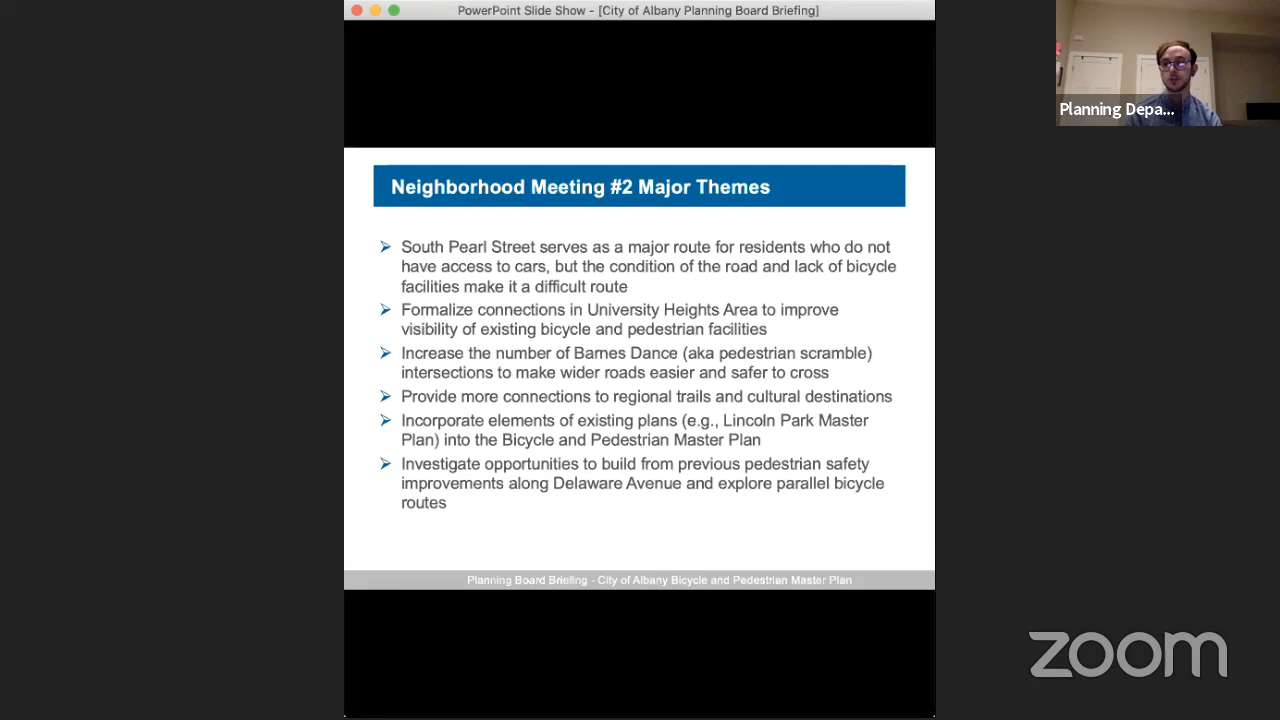 PowerPoint Slide Show - [City of Albany Planning Board Briefing]
Planning Depa...
Neighborhood Meeting #2 Major Themes
South Pearl Street serves as a major route for residents who do not
have access to cars, but the condition of the road and lack of bicycle
facilities make it a difficult route
Formalize connections in University Heights Area to improve
visibility of existing bicycle and pedestrian facilities
Increase the number of Barnes Dance (aka pedestrian scramble)
intersections to make wider roads easier and safer to cross
Provide more connections to regional trails and cultural destinations
Incorporate elements of existing plans (e.g., Lincoln Park Master
Plan) into the Bicycle and Pedestrian Master Plan
Investigate opportunities to build from previous pedestrian safety
improvements along Delaware Avenue and explore parallel bicycle
routes
Planning Board Briefing - City of Albany Bicycle and Pedestrian Master Plan
zoom